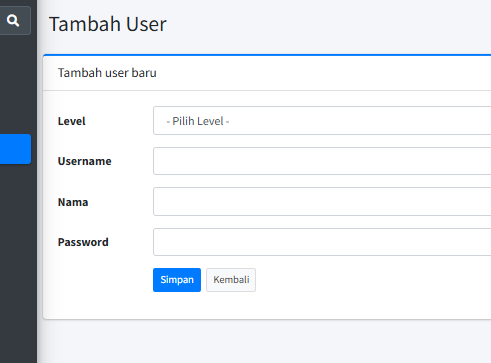 Tambah User
Tambah user baru
Level
- Pilih Level -
Username
Nama
Password
Simpan
Kembali